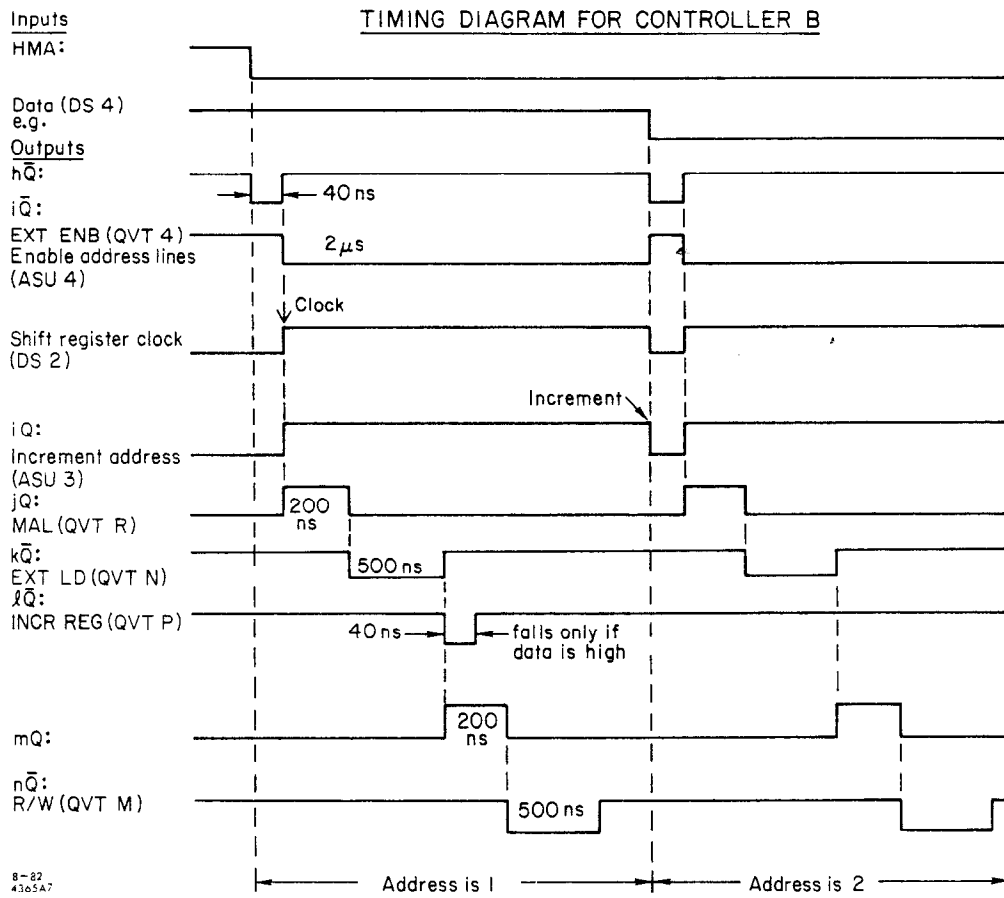 TIMING DIAGRAM FOR CONTROLLER B
Inputs
HMA:
Data (DS 4)
e.g.
Outputs
hQ̄:
40 ns
iQ̄:
EXT ENB (QVT 4)
2μs
Enable address lines
(ASU 4)
Clock
Shift register clock
(DS 2)
Increment
iQ:
Increment address
(ASU 3)
jQ:
200
ns
MAL (QVT R)
kQ̄:
500 ns
EXT LD (QVT N)
ℓQ̄:
INCR REG (QVT P)
40 ns
falls only if
data is high
200
ns
mQ:
nQ̄:
R/W (QVT M)
500 ns
8-82
4365A7
Address is 1
Address is 2